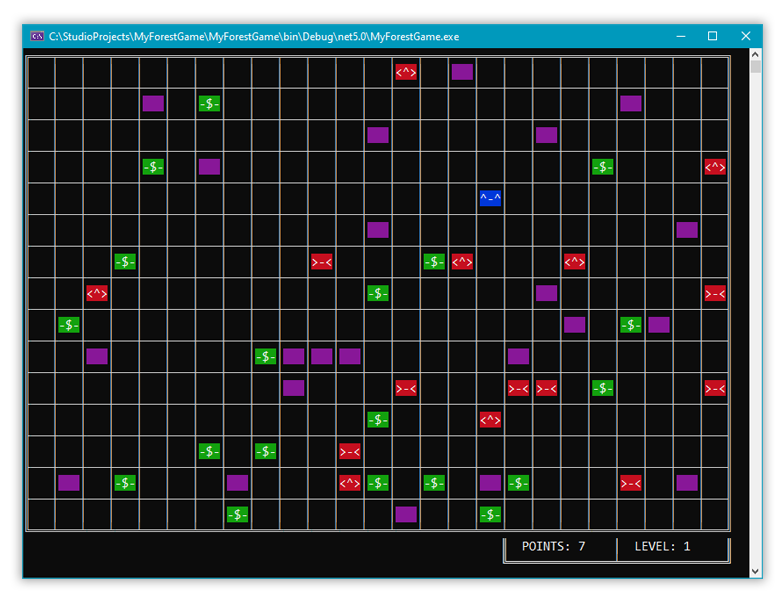 C:\StudioProjects\MyForestGame\MyForestGame\bin\Debug\net5.0\MyForestGame.exe
<^>
-$-
-$- -$- <^>
^-^
-$- >-< -$- <^> <^>
<^> -$- >-<
-$- -$-
-$-
>-< >-< >-< -$- >-<
-$- <^>
-$- -$- >-<
-$- <^> -$- -$- -$- >-<
-$- -$-
POINTS: 7 LEVEL: 1